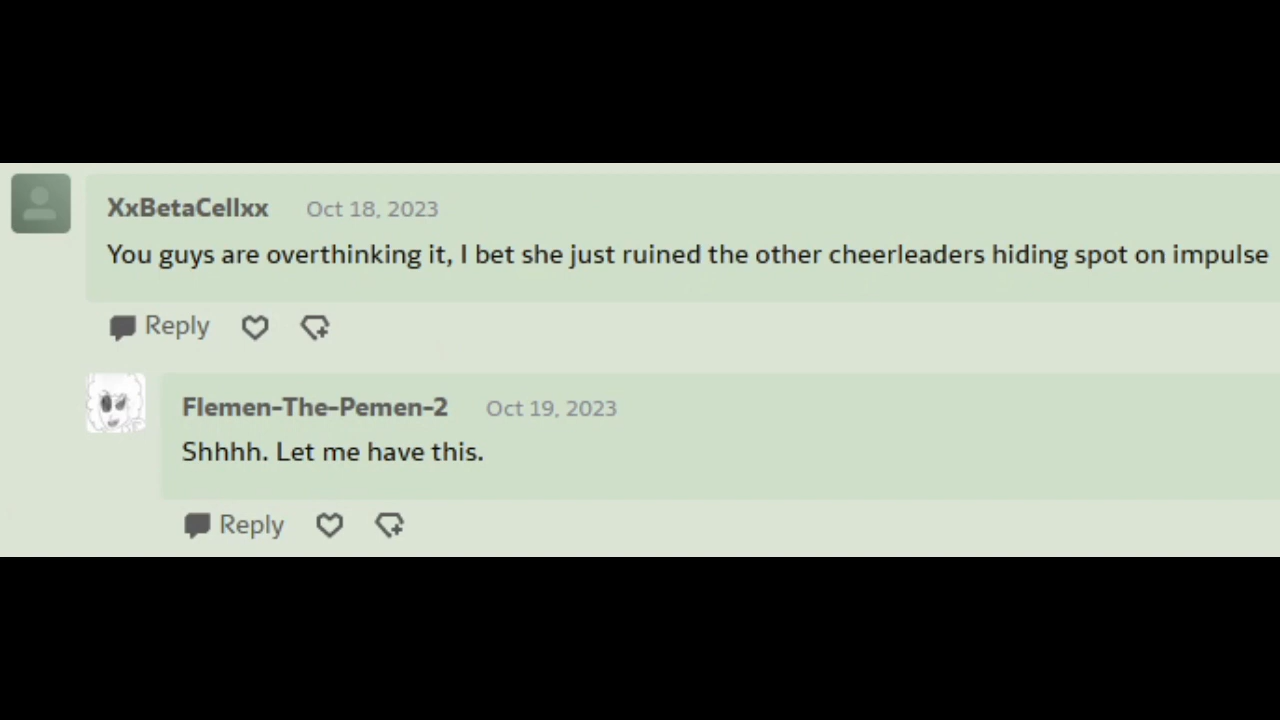 XxBetaCellxx Oct 18, 2023
You guys are overthinking it, I bet she just ruined the other cheerleaders hiding spot on impulse
Reply
Flemen-The-Pemen-2 Oct 19, 2023
Shhhh. Let me have this.
Reply